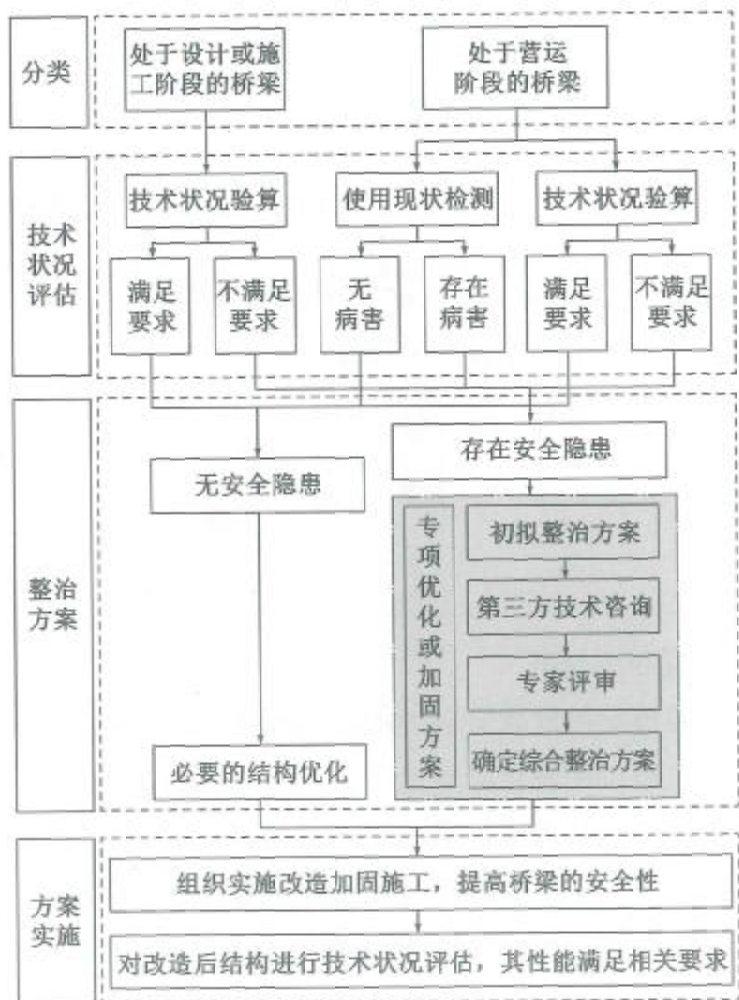 分类
处于设计或施
工阶段的桥梁
处于营运
阶段的桥梁
技术
状况
评估
技术状况验算
使用现状检测
技术状况验算
满足
要求
不满足
要求
无
病害
存在
病害
满足
要求
不满足
要求
整治
方案
无安全隐患
存在安全隐患
专项优化或加固方案
初拟整治方案
第三方技术咨询
专家评审
确定综合整治方案
必要的结构优化
方案
实施
组织实施改造加固施工，提高桥梁的安全性
对改造后结构进行技术状况评估，其性能满足相关要求